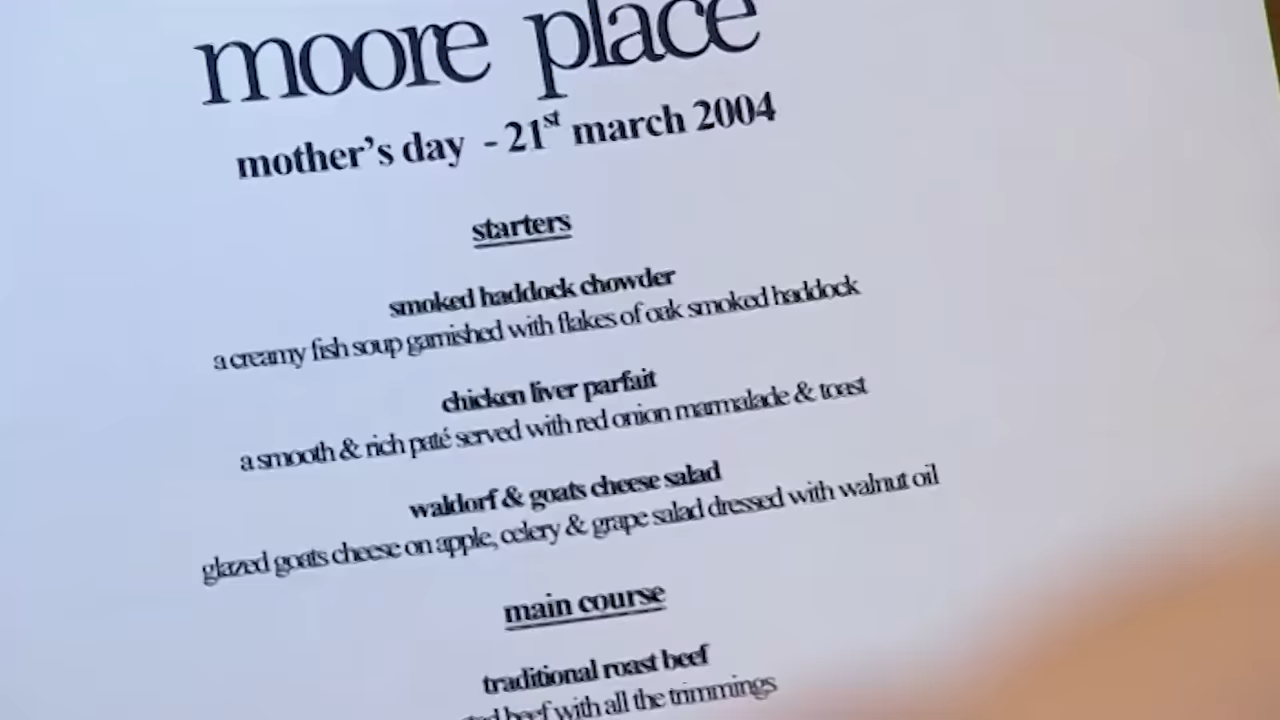 moore place
mother's day - 21st march 2004
starters
smoked haddock chowder
a creamy fish soup garnished with flakes of oak smoked haddock
chicken liver parfait
a smooth & rich paté served with red onion marmalade & toast
waldorf & goats cheese salad
glazed goats cheese on apple, celery & grape salad dressed with walnut oil
main course
traditional roast beef
beef with all the trimmings